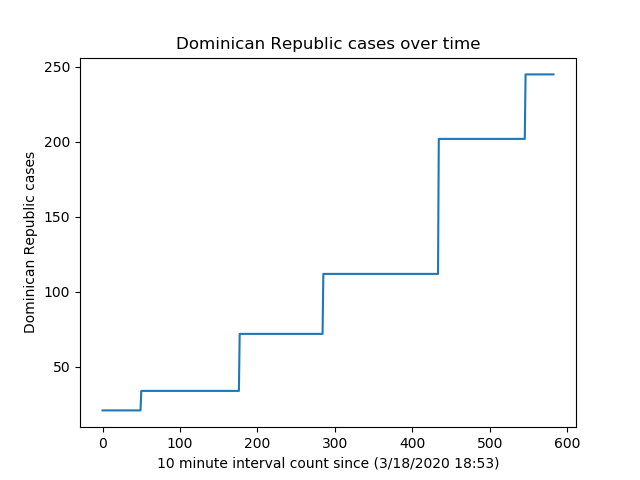 Dominican Republic cases over time
250
200
150
100
50
Dominican Republic cases
0 100 200 300 400 500 600
10 minute interval count since (3/18/2020 18:53)